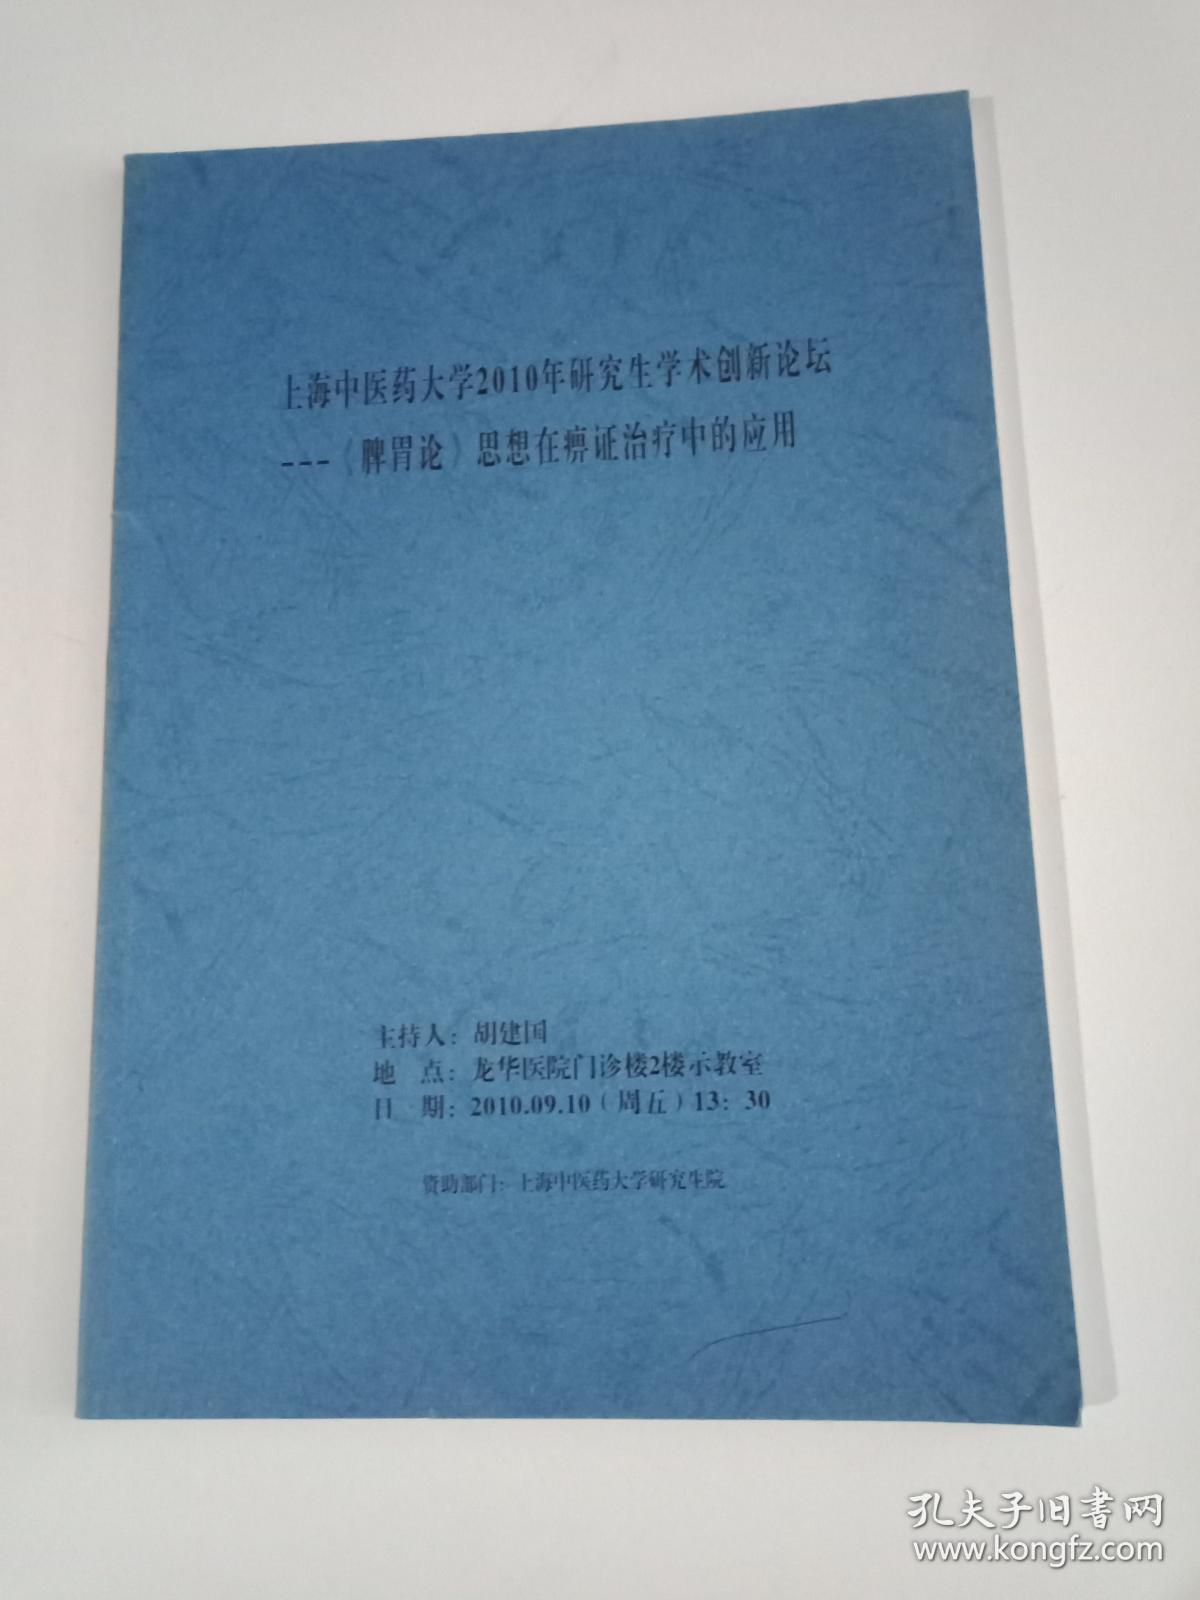 上海中医药大学2010年研究生学术创新论坛
---《脾胃论》思想在痹证治疗中的应用
主持人：胡建国
地 点：龙华医院门诊楼2楼示教室
日 期：2010.09.10（周五）13：30
资助部门：上海中医药大学研究生院
孔夫子旧书网
www.kongfz.com